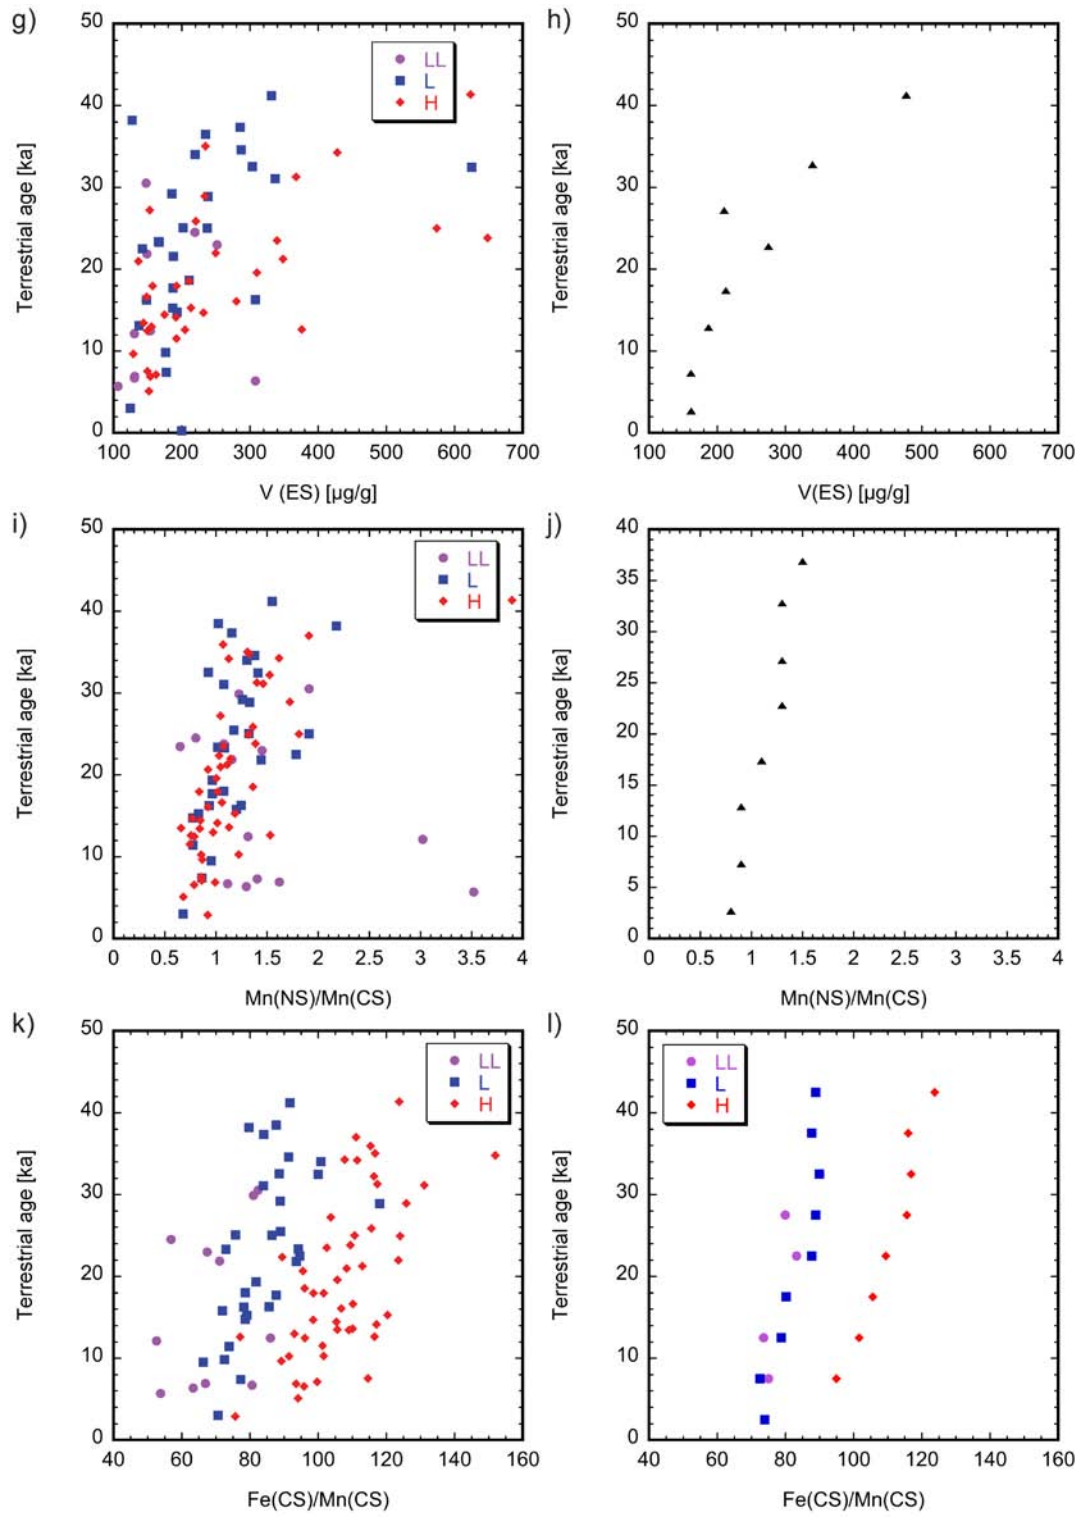 g)
50
40
30
20
10
0
Terrestrial age [ka]
LL
L
H
100 200 300 400 500 600 700
V (ES) [µg/g]
h)
50
40
30
20
10
0
Terrestrial age [ka]
100 200 300 400 500 600 700
V(ES) [µg/g]
i)
50
40
30
20
10
0
Terrestrial age [ka]
LL
L
H
0 0.5 1 1.5 2 2.5 3 3.5 4
Mn(NS)/Mn(CS)
j)
40
35
30
25
20
15
10
5
0
Terrestrial age [ka]
0 0.5 1 1.5 2 2.5 3 3.5 4
Mn(NS)/Mn(CS)
k)
50
40
30
20
10
0
Terrestrial age [ka]
LL
L
H
40 60 80 100 120 140 160
Fe(CS)/Mn(CS)
l)
50
40
30
20
10
0
Terrestrial age [ka]
LL
L
H
40 60 80 100 120 140 160
Fe(CS)/Mn(CS)